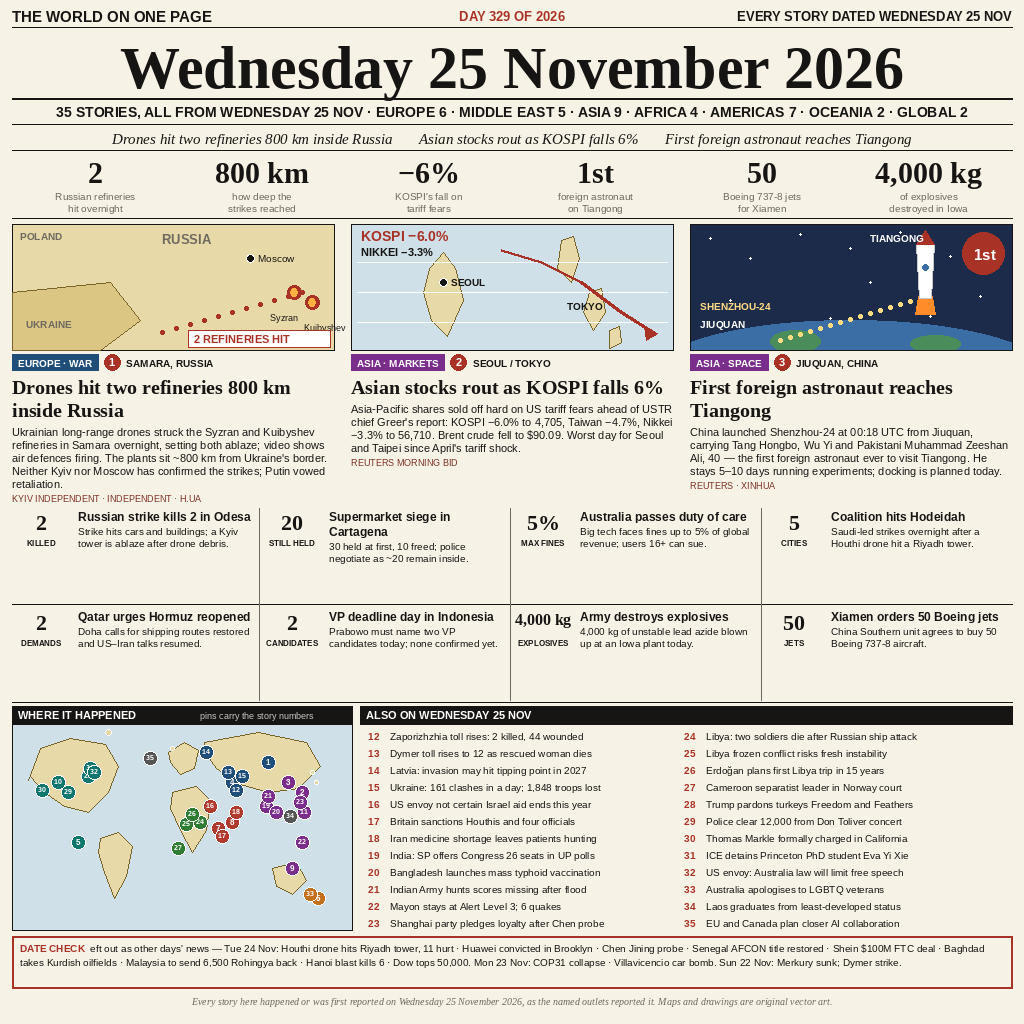 THE WORLD ON ONE PAGE
DAY 329 OF 2026
EVERY STORY DATED WEDNESDAY 25 NOV
Wednesday 25 November 2026
35 STORIES, ALL FROM WEDNESDAY 25 NOV · EUROPE 6 · MIDDLE EAST 5 · ASIA 9 · AFRICA 4 · AMERICAS 7 · OCEANIA 2 · GLOBAL 2
Drones hit two refineries 800 km inside Russia
Asian stocks rout as KOSPI falls 6%
First foreign astronaut reaches Tiangong
2
Russian refineries
hit overnight
800 km
how deep the
strikes reached
−6%
KOSPI's fall on
tariff fears
1st
foreign astronaut
on Tiangong
50
Boeing 737-8 jets
for Xiamen
4,000 kg
of explosives
destroyed in Iowa
POLAND
RUSSIA
Moscow
UKRAINE
Syzran
Kuibyshev
2 REFINERIES HIT
KOSPI −6.0%
NIKKEI −3.3%
SEOUL
TOKYO
TIANGONG
1st
SHENZHOU-24
JIUQUAN
EUROPE · WAR
1
SAMARA, RUSSIA
Drones hit two refineries 800 km
inside Russia
Ukrainian long-range drones struck the Syzran and Kuibyshev
refineries in Samara overnight, setting both ablaze; video shows
air defences firing. The plants sit ~800 km from Ukraine's border.
Neither Kyiv nor Moscow has confirmed the strikes; Putin vowed
retaliation.
KYIV INDEPENDENT · INDEPENDENT · H.UA
ASIA · MARKETS
2
SEOUL / TOKYO
Asian stocks rout as KOSPI falls 6%
Asia-Pacific shares sold off hard on US tariff fears ahead of USTR
chief Greer's report: KOSPI −6.0% to 4,705, Taiwan −4.7%, Nikkei
−3.3% to 56,710. Brent crude fell to $90.09. Worst day for Seoul
and Taipei since April's tariff shock.
REUTERS MORNING BID
ASIA · SPACE
3
JIUQUAN, CHINA
First foreign astronaut reaches
Tiangong
China launched Shenzhou-24 at 00:18 UTC from Jiuquan,
carrying Tang Hongbo, Wu Yi and Pakistani Muhammad Zeeshan
Ali, 40 — the first foreign astronaut ever to visit Tiangong. He
stays 5–10 days running experiments; docking is planned today.
REUTERS · XINHUA
2
KILLED
Russian strike kills 2 in Odesa
Strike hits cars and buildings; a Kyiv
tower is ablaze after drone debris.
20
STILL HELD
Supermarket siege in
Cartagena
30 held at first, 10 freed; police
negotiate as ~20 remain inside.
5%
MAX FINES
Australia passes duty of care
Big tech faces fines up to 5% of global
revenue; users 16+ can sue.
5
CITIES
Coalition hits Hodeidah
Saudi-led strikes overnight after a
Houthi drone hit a Riyadh tower.
2
DEMANDS
Qatar urges Hormuz reopened
Doha calls for shipping routes restored
and US–Iran talks resumed.
2
CANDIDATES
VP deadline day in Indonesia
Prabowo must name two VP
candidates today; none confirmed yet.
4,000 kg
EXPLOSIVES
Army destroys explosives
4,000 kg of unstable lead azide blown
up at an Iowa plant today.
50
JETS
Xiamen orders 50 Boeing jets
China Southern unit agrees to buy 50
Boeing 737-8 aircraft.
WHERE IT HAPPENED
pins carry the story numbers
35
14
1
32
10
30
29
13
15
12
3
2
21
23
20
11
34
16
26
25
24
18
8
7
17
5
27
22
9
33
ALSO ON WEDNESDAY 25 NOV
12 Zaporizhzhia toll rises: 2 killed, 44 wounded
13 Dymer toll rises to 12 as rescued woman dies
14 Latvia: invasion may hit tipping point in 2027
15 Ukraine: 161 clashes in a day; 1,848 troops lost
16 US envoy not certain Israel aid ends this year
17 Britain sanctions Houthis and four officials
18 Iran medicine shortage leaves patients hunting
19 India: SP offers Congress 26 seats in UP polls
20 Bangladesh launches mass typhoid vaccination
21 Indian Army hunts scores missing after flood
22 Mayon stays at Alert Level 3; 6 quakes
23 Shanghai party pledges loyalty after Chen probe
24 Libya: two soldiers die after Russian ship attack
25 Libya frozen conflict risks fresh instability
26 Erdoğan plans first Libya trip in 15 years
27 Cameroon separatist leader in Norway court
28 Trump pardons turkeys Freedom and Feathers
29 Police clear 12,000 from Don Toliver concert
30 Thomas Markle formally charged in California
31 ICE detains Princeton PhD student Eva Yi Xie
32 US envoy: Australia law will limit free speech
33 Australia apologises to LGBTQ veterans
34 Laos graduates from least-developed status
35 EU and Canada plan closer AI collaboration
DATE CHECK eft out as other days' news — Tue 24 Nov: Houthi drone hits Riyadh tower, 11 hurt · Huawei convicted in Brooklyn · Chen Jining probe · Senegal AFCON title restored · Shein $100M FTC deal · Baghdad
takes Kurdish oilfields · Malaysia to send 6,500 Rohingya back · Hanoi blast kills 6 · Dow tops 50,000. Mon 23 Nov: COP31 collapse · Villavicencio car bomb. Sun 22 Nov: Merkury sunk; Dymer strike.
Every story here happened or was first reported on Wednesday 25 November 2026, as the named outlets reported it. Maps and drawings are original vector art.